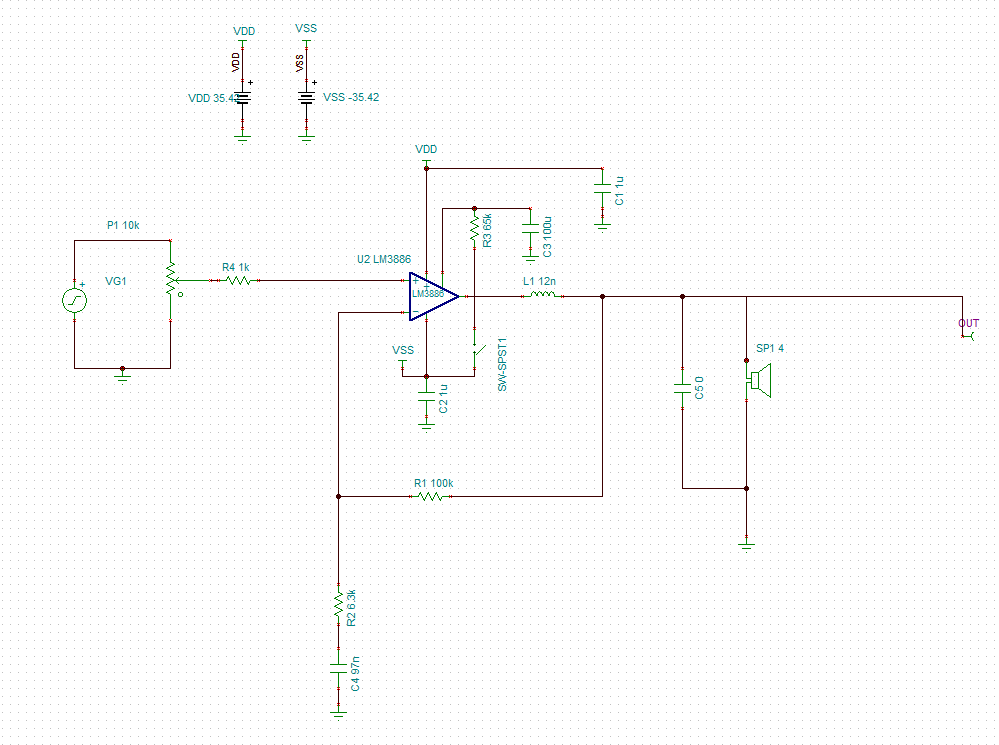 VDD
VSS
VDD
VSS
VDD 35.42
VSS -35.42
VDD
C1 1u
P1 10k
R3 65k
C3 100u
U2 LM3886
R4 1k
VG1
LM3886
L1 12n
OUT
VSS
SW-SPST1
SP1 4
C2 1u
C5 0
R1 100k
R2 6.3k
C4 97n